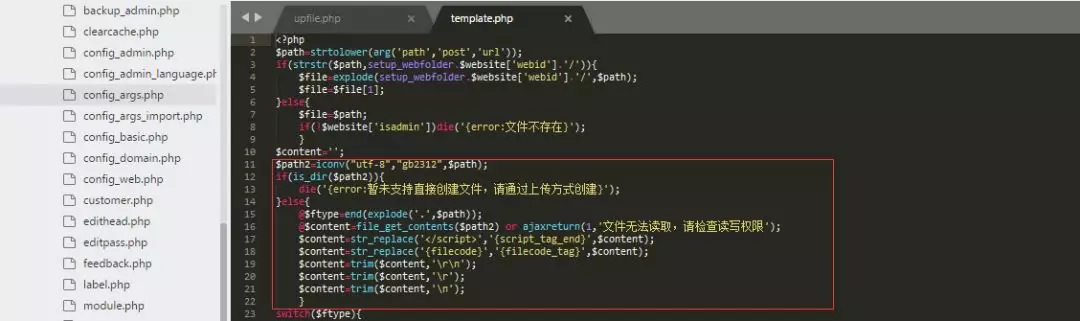 backup_admin.php
clearcache.php
config_admin.php
config_admin_language.ph
config_args.php
config_args_import.php
config_basic.php
config_domain.php
config_web.php
customer.php
edithead.php
editpass.php
feedback.php
label.php
module.php
upfile.php × template.php ×
1 <?php
2 $path=strtolower(arg('path','post','url'));
3 if(strstr($path,setup_webfolder.$website['webid'].'/')){
4 $file=explode(setup_webfolder.$website['webid'].'/',$path);
5 $file=$file[1];
6 }else{
7 $file=$path;
8 if(!$website['isadmin'])die('{error:文件不存在}');
9 }
10 $content='';
11 $path2=iconv("utf-8","gb2312",$path);
12 if(is_dir($path2)){
13 die('{error:暂未支持直接创建文件，请通过上传方式创建}');
14 }else{
15 @$ftype=end(explode('.',$path));
16 @$content=file_get_contents($path2) or ajaxreturn(1,'文件无法读取，请检查读写权限');
17 $content=str_replace('</script>','{script_tag_end}',$content);
18 $content=str_replace('{filecode}','{filecode_tag}',$content);
19 $content=trim($content,'\r\n');
20 $content=trim($content,'\r');
21 $content=trim($content,'\n');
22 }
23 switch($ftype){